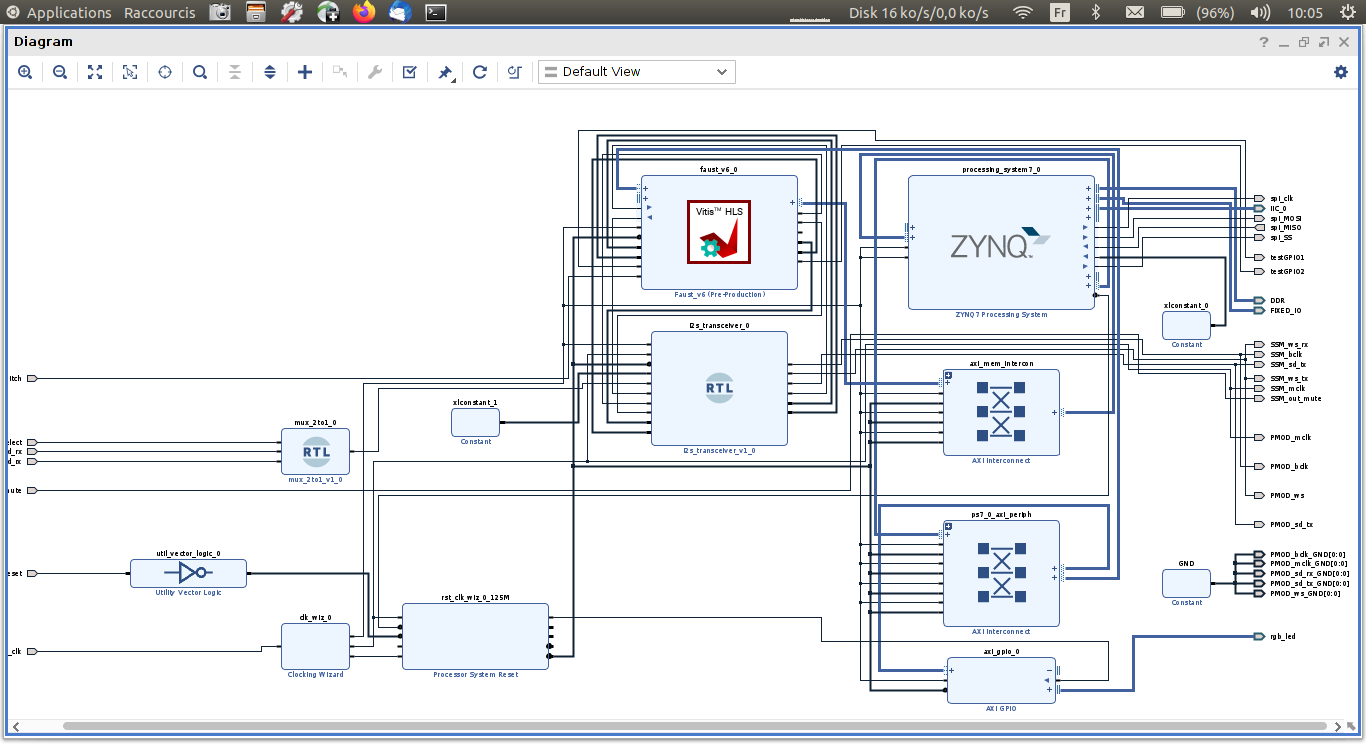 Applications Raccourcis Disk 16 ko/s/0,0 ko/s Fr (96%) 10:05
Diagram
Default View
faust_v6_0
Vitis™ HLS
Faust_v6 (Pre-Production)
processing_system7_0
ZYNQ™
ZYNQ7 Processing System
spi_clk
IIC_0
spi_MOSI
spi_MISO
spi_SS
testGPIO1
testGPIO2
DDR
FIXED_IO
xlconstant_0
Constant
i2s_transceiver_0
RTL
i2s_transceiver_v1_0
SSM_ws_rx
SSM_bclk
SSM_sd_tx
SSM_ws_tx
SSM_mclk
SSM_out_mute
axi_mem_intercon
AXI Interconnect
itch
xlconstant_1
Constant
mux_2to1_0
RTL
mux_2to1_v1_0
elect
d_rx
d_rx
PMOD_mclk
PMOD_bclk
PMOD_ws
PMOD_sd_tx
mute
ps7_0_axi_periph
AXI Interconnect
util_vector_logic_0
Utility Vector Logic
eset
GND
Constant
PMOD_bclk_GND[0:0]
PMOD_mclk_GND[0:0]
PMOD_sd_rx_GND[0:0]
PMOD_sd_tx_GND[0:0]
PMOD_ws_GND[0:0]
rst_clk_wiz_0_125M
Processor System Reset
clk_wiz_0
Clocking Wizard
_clk
axi_gpio_0
AXI GPIO
rgb_led